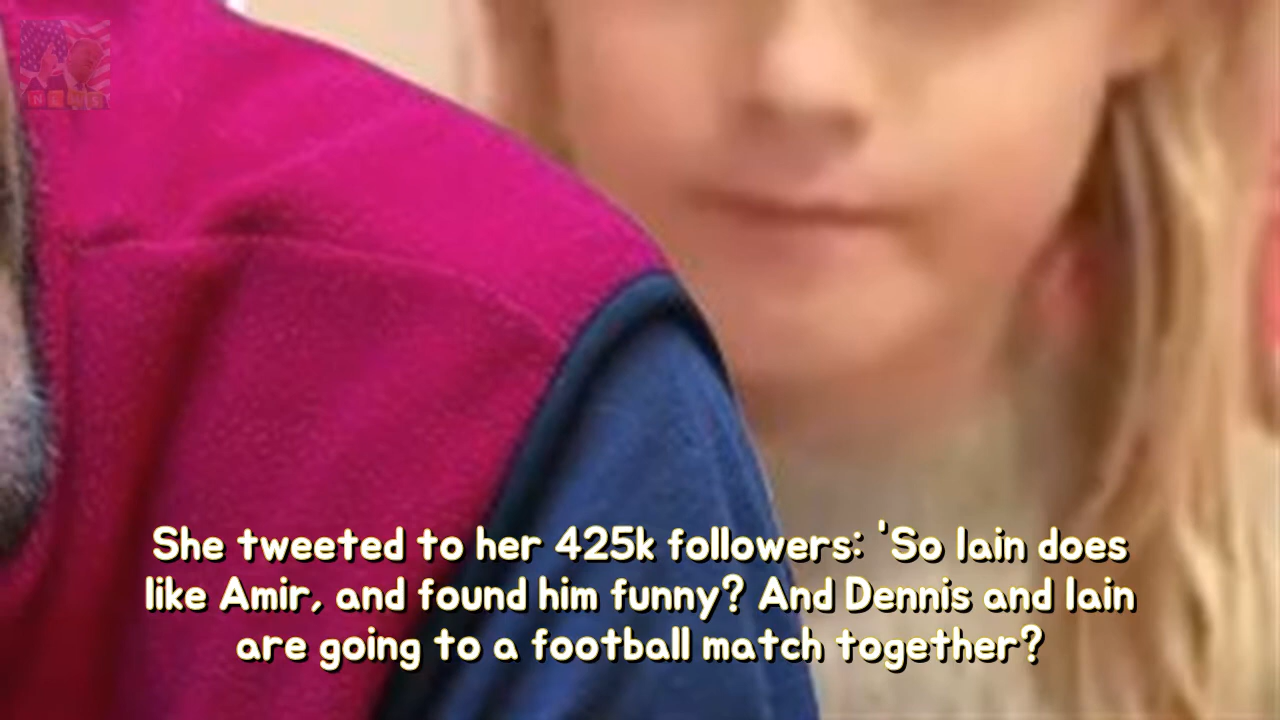 NEWS
She tweeted to her 425k followers: 'So Iain does
like Amir, and found him funny? And Dennis and Iain
are going to a football match together?